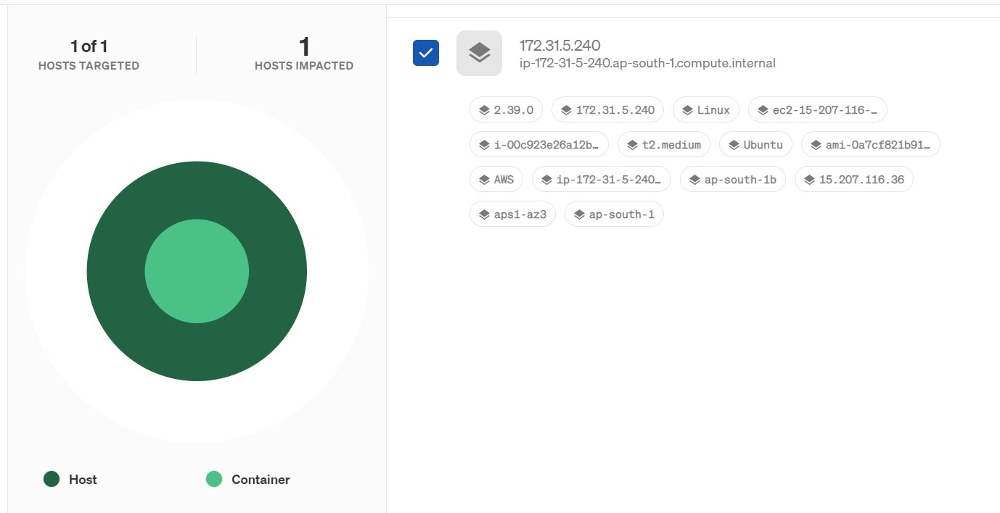 1 of 1
HOSTS TARGETED
1
HOSTS IMPACTED
Host
Container
172.31.5.240
ip-172-31-5-240.ap-south-1.compute.internal
2.39.0 172.31.5.240 Linux ec2-15-207-116-…
i-00c923e26a12b… t2.medium Ubuntu ami-0a7cf821b91…
AWS ip-172-31-5-240… ap-south-1b 15.207.116.36
aps1-az3 ap-south-1